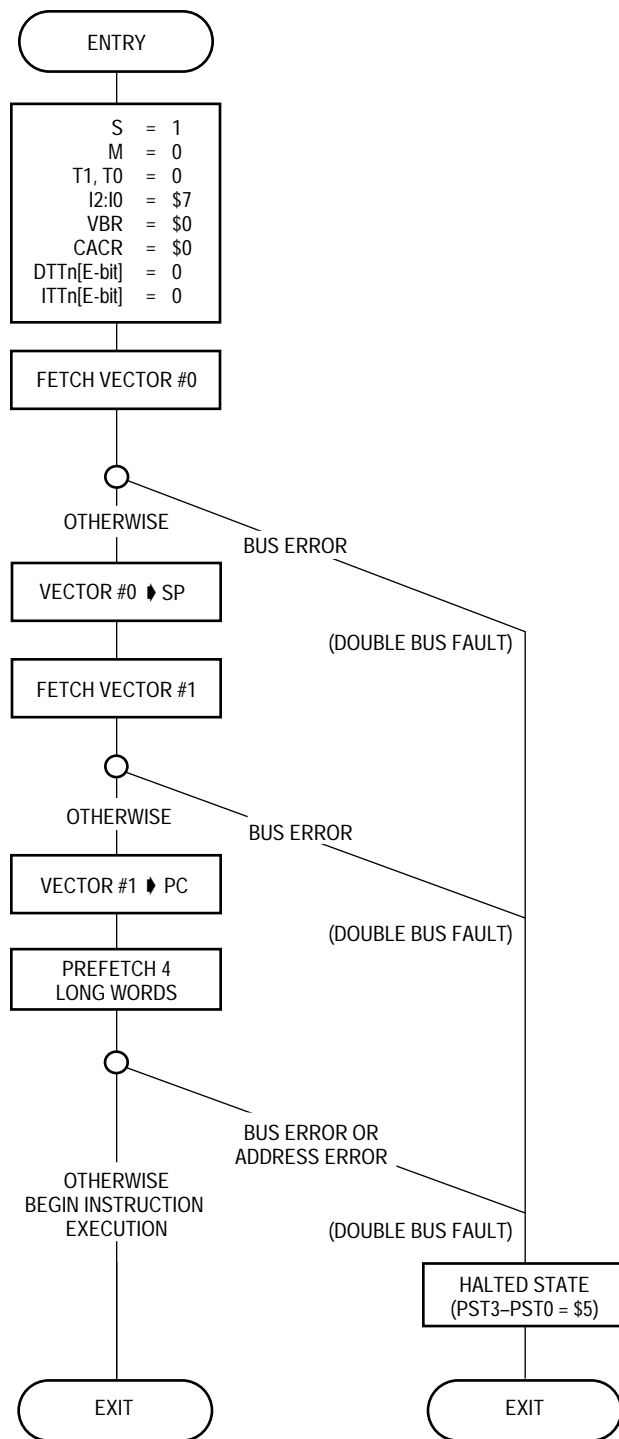 ENTRY
S = 1
M = 0
T1, T0 = 0
I2:I0 = $7
VBR = $0
CACR = $0
DTTn[E-bit] = 0
ITTn[E-bit] = 0
FETCH VECTOR #0
OTHERWISE
BUS ERROR
VECTOR #0 ➧ SP
(DOUBLE BUS FAULT)
FETCH VECTOR #1
OTHERWISE
BUS ERROR
VECTOR #1 ➧ PC
(DOUBLE BUS FAULT)
PREFETCH 4
LONG WORDS
BUS ERROR OR
ADDRESS ERROR
OTHERWISE
BEGIN INSTRUCTION
EXECUTION
(DOUBLE BUS FAULT)
HALTED STATE
(PST3–PST0 = $5)
EXIT
EXIT